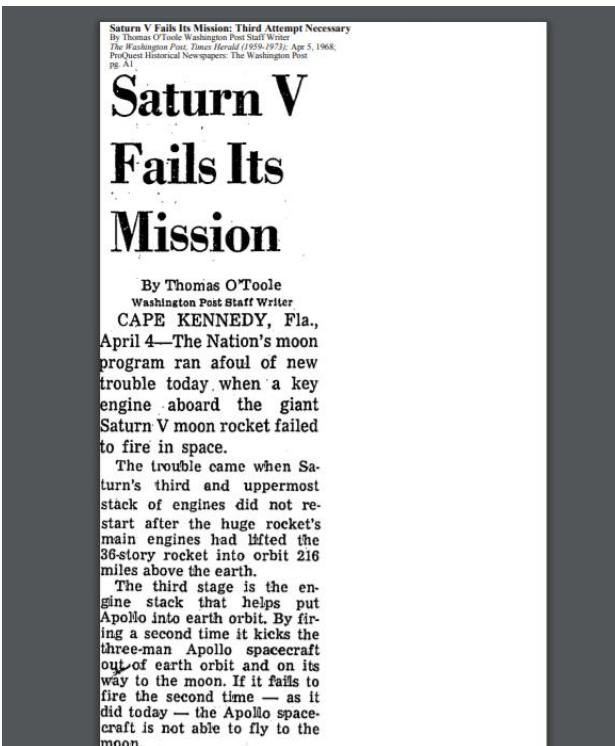 Saturn V Fails Its Mission: Third Attempt Necessary
By Thomas O'Toole Washington Post Staff Writer
The Washington Post, Times Herald (1959-1973); Apr 5, 1968;
ProQuest Historical Newspapers: The Washington Post
pg. A1
Saturn V
Fails Its
Mission
By Thomas O'Toole
Washington Post Staff Writer
CAPE KENNEDY, Fla.,
April 4—The Nation's moon
program ran afoul of new
trouble today when a key
engine aboard the giant
Saturn V moon rocket failed
to fire in space.
The trouble came when Sa-
turn's third and uppermost
stack of engines did not re-
start after the huge rocket's
main engines had lifted the
36-story rocket into orbit 216
miles above the earth.
The third stage is the en-
gine stack that helps put
Apollo into earth orbit. By fir-
ing a second time it kicks the
three-man Apollo spacecraft
out of earth orbit and on its
way to the moon. If it fails to
fire the second time — as it
did today — the Apollo space-
craft is not able to fly to the
moon.